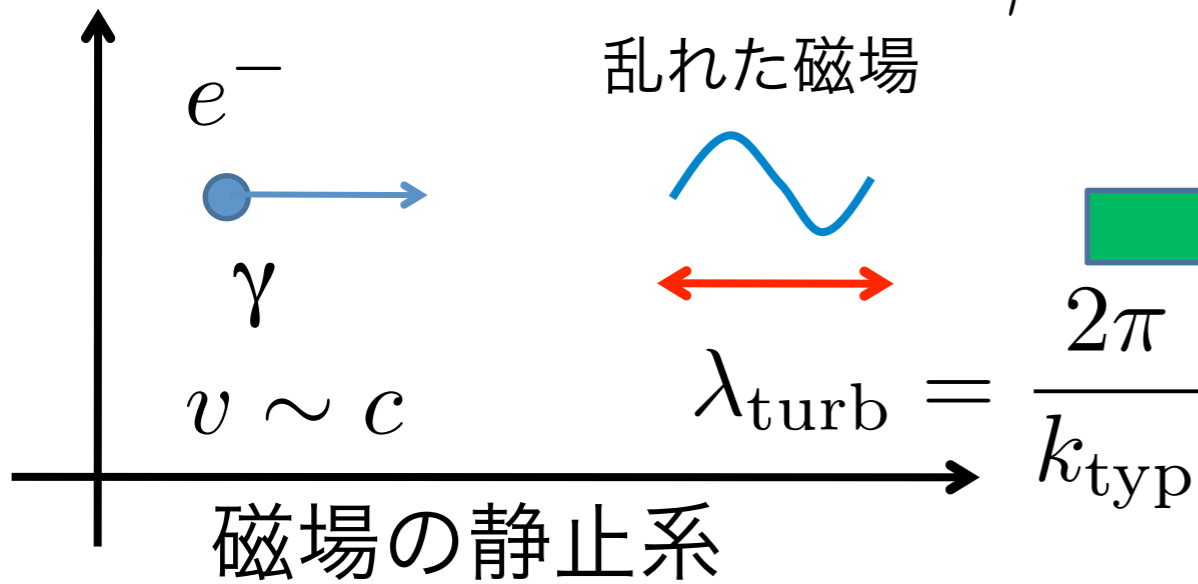 e^-
乱れた磁場
γ
v ∼ c
λ_turb = 2π / k_typ
磁場の静止系